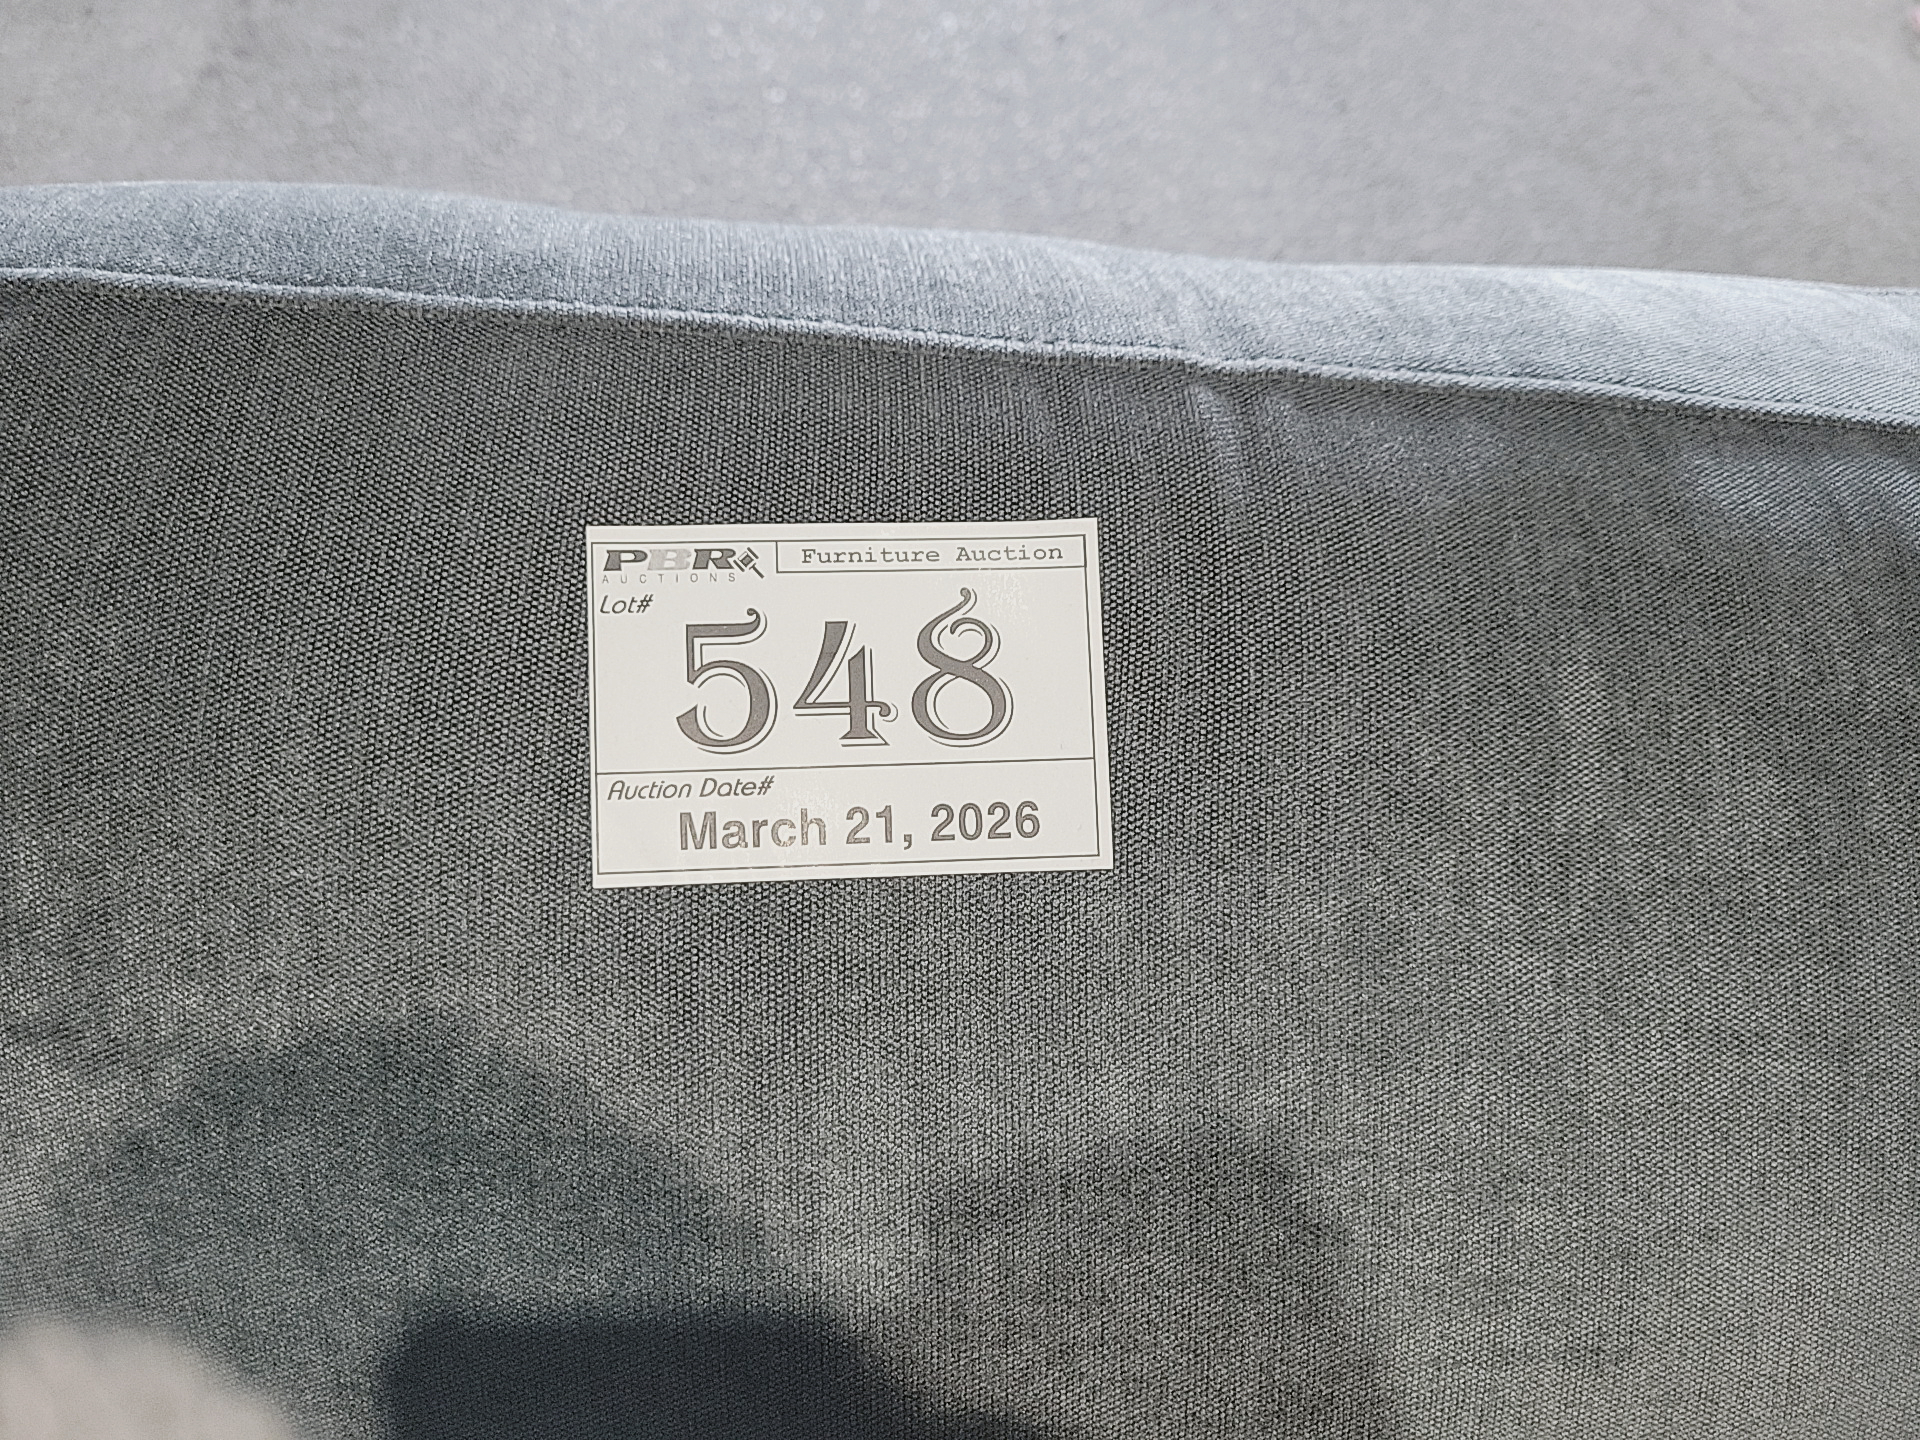 PBR
AUCTIONS
Furniture Auction
Lot#
548
Auction Date#
March 21, 2026